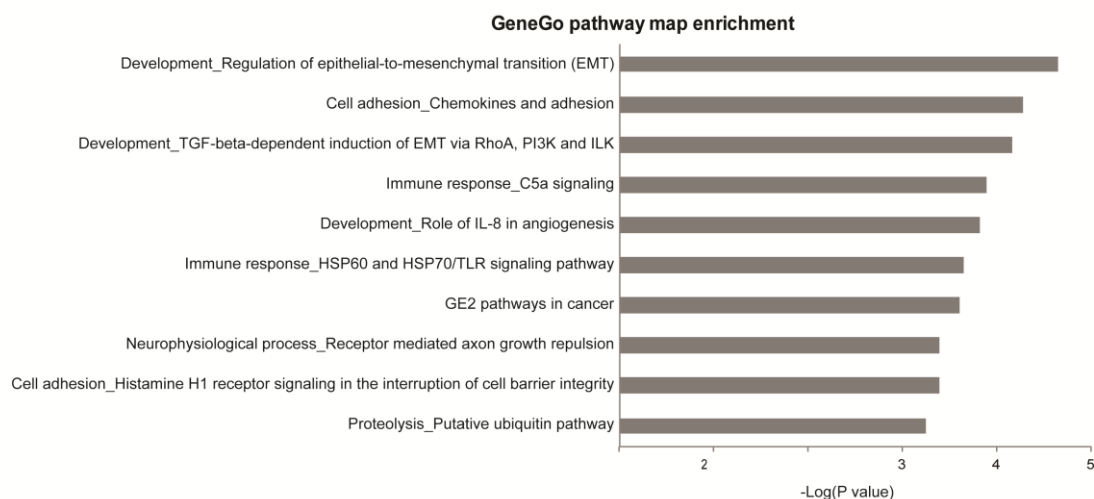 GeneGo pathway map enrichment
Development_Regulation of epithelial-to-mesenchymal transition (EMT)
Cell adhesion_Chemokines and adhesion
Development_TGF-beta-dependent induction of EMT via RhoA, PI3K and ILK
Immune response_C5a signaling
Development_Role of IL-8 in angiogenesis
Immune response_HSP60 and HSP70/TLR signaling pathway
GE2 pathways in cancer
Neurophysiological process_Receptor mediated axon growth repulsion
Cell adhesion_Histamine H1 receptor signaling in the interruption of cell barrier integrity
Proteolysis_Putative ubiquitin pathway
2 3 4 5
-Log(P value)